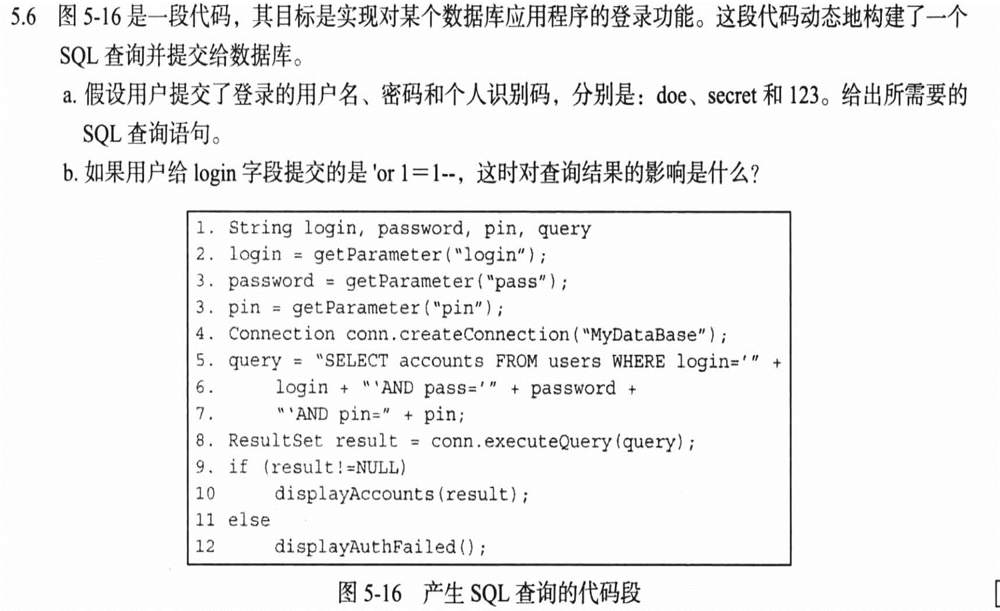 5.6 图 5-16 是一段代码，其目标是实现对某个数据库应用程序的登录功能。这段代码动态地构建了一个
SQL 查询并提交给数据库。
a. 假设用户提交了登录的用户名、密码和个人识别码，分别是：doe、secret 和 123。给出所需要的
SQL 查询语句。
b. 如果用户给 login 字段提交的是 'or 1＝1--，这时对查询结果的影响是什么？
1. String login, password, pin, query
2. login = getParameter("login");
3. password = getParameter("pass");
3. pin = getParameter("pin");
4. Connection conn.createConnection("MyDataBase");
5. query = "SELECT accounts FROM users WHERE login='" +
6. login + "'AND pass='" + password +
7. "'AND pin=" + pin;
8. ResultSet result = conn.executeQuery(query);
9. if (result!=NULL)
10 displayAccounts(result);
11 else
12 displayAuthFailed();
图 5-16 产生 SQL 查询的代码段